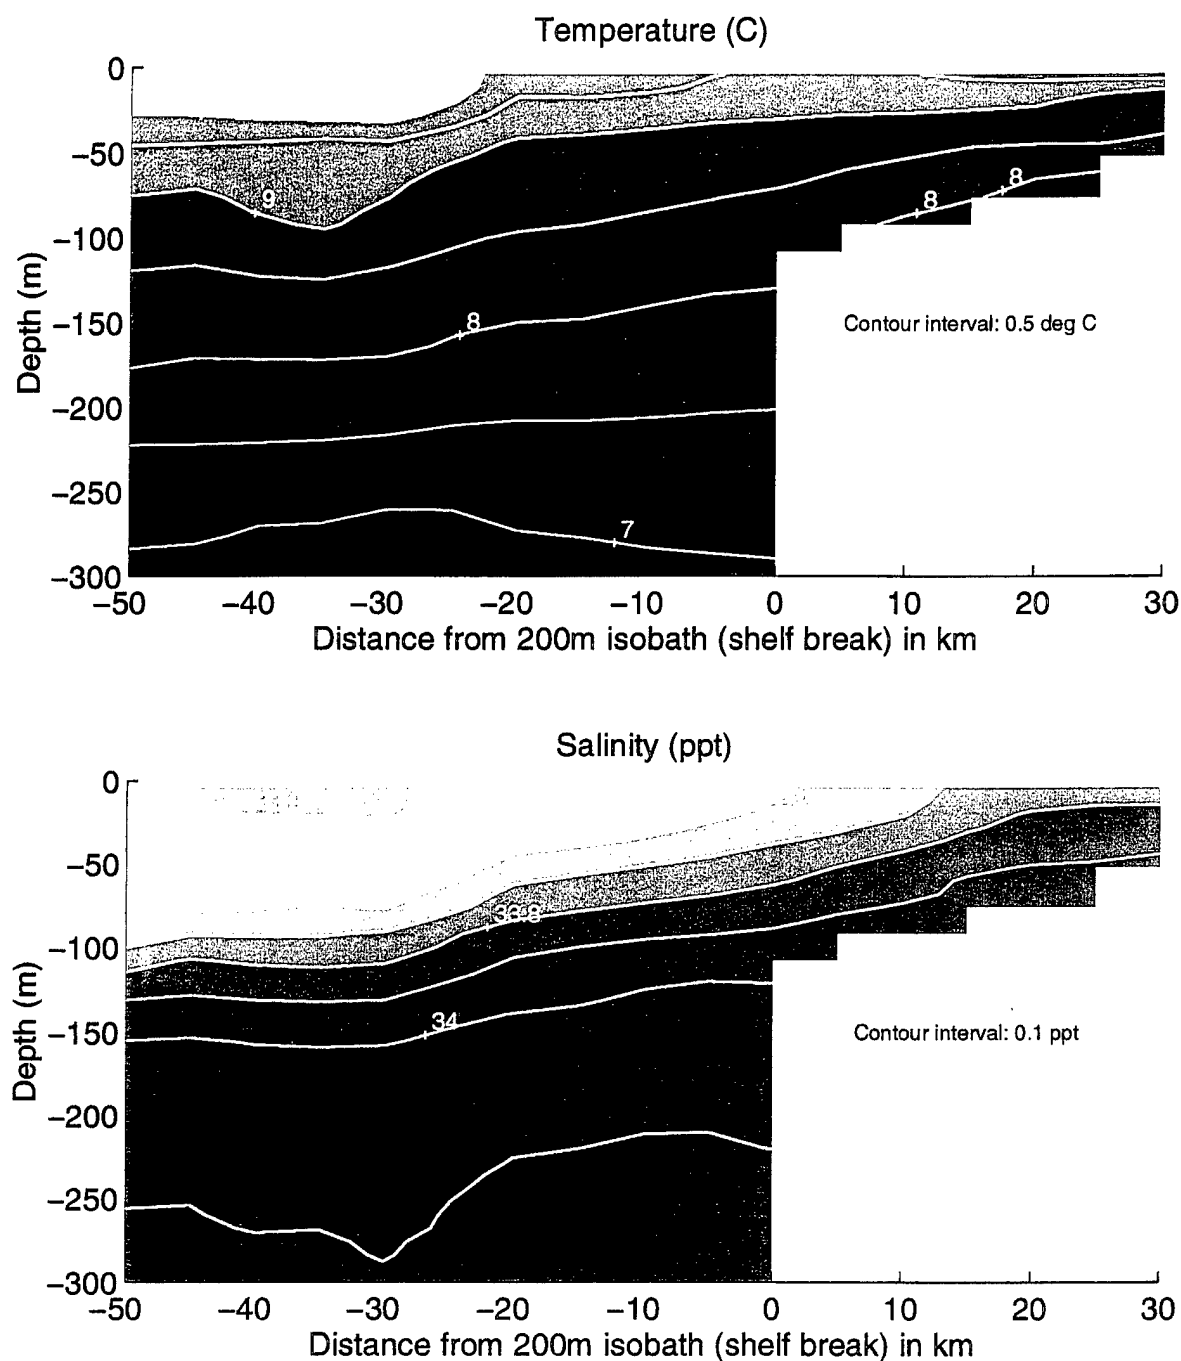 Temperature (C)
0
−50
−100
−150
−200
−250
−300
Depth (m)
9
8
8
8
7
Contour interval: 0.5 deg C
−50 −40 −30 −20 −10 0 10 20 30
Distance from 200m isobath (shelf break) in km
Salinity (ppt)
0
−50
−100
−150
−200
−250
−300
Depth (m)
33.8
34
Contour interval: 0.1 ppt
−50 −40 −30 −20 −10 0 10 20 30
Distance from 200m isobath (shelf break) in km